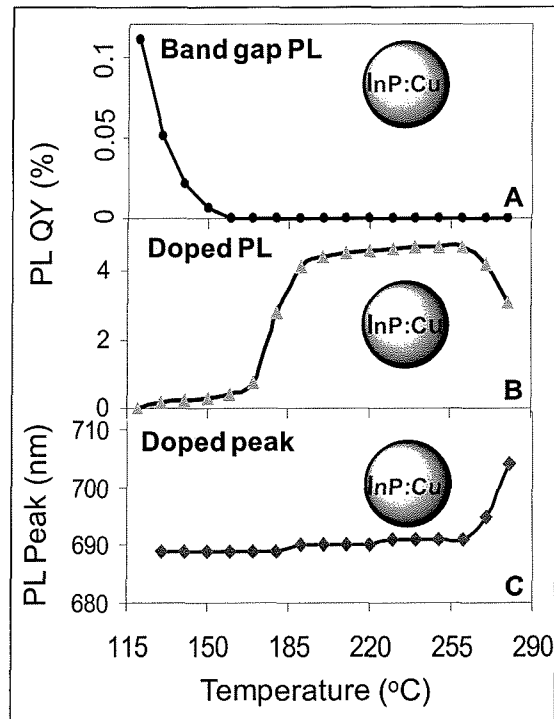 Band gap PL
InP:Cu
A
0.1
0.05
0
PL QY (%)
Doped PL
InP:Cu
B
4
2
0
Doped peak
InP:Cu
C
710
700
690
680
PL Peak (nm)
115 150 185 220 255 290
Temperature (°C)